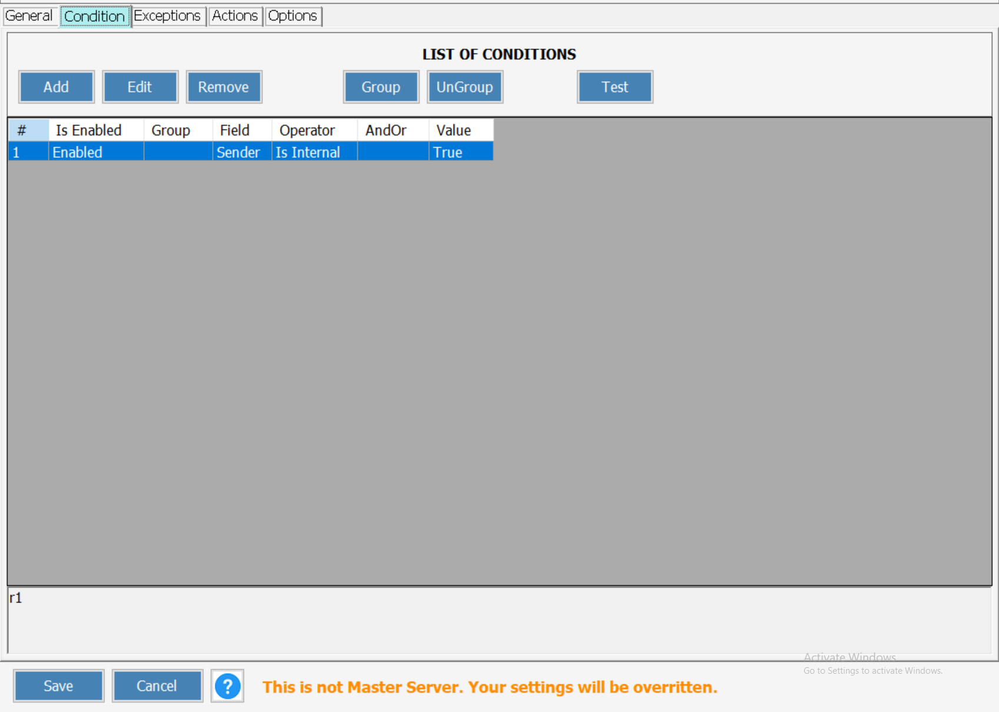 General Condition Exceptions Actions Options
LIST OF CONDITIONS
Add Edit Remove Group UnGroup Test
# Is Enabled Group Field Operator AndOr Value
1 Enabled Sender Is Internal True
r1
Activate Windows
Go to Settings to activate Windows.
Save Cancel ? This is not Master Server. Your settings will be overritten.